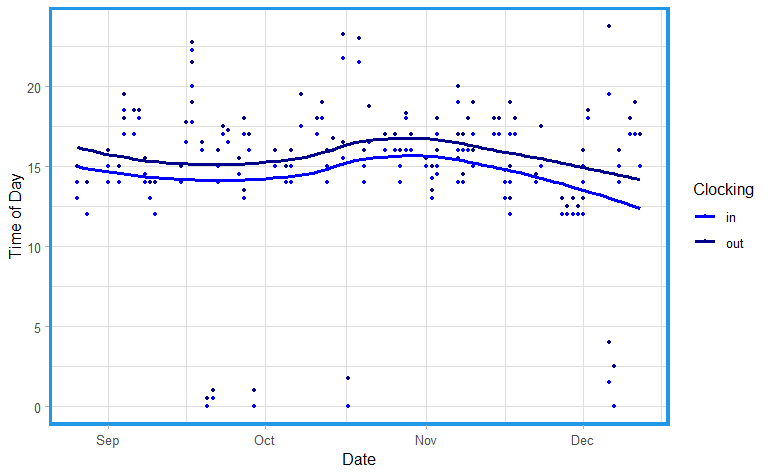 20
15
10
5
0
Time of Day
Sep Oct Nov Dec
Date
Clocking
in
out